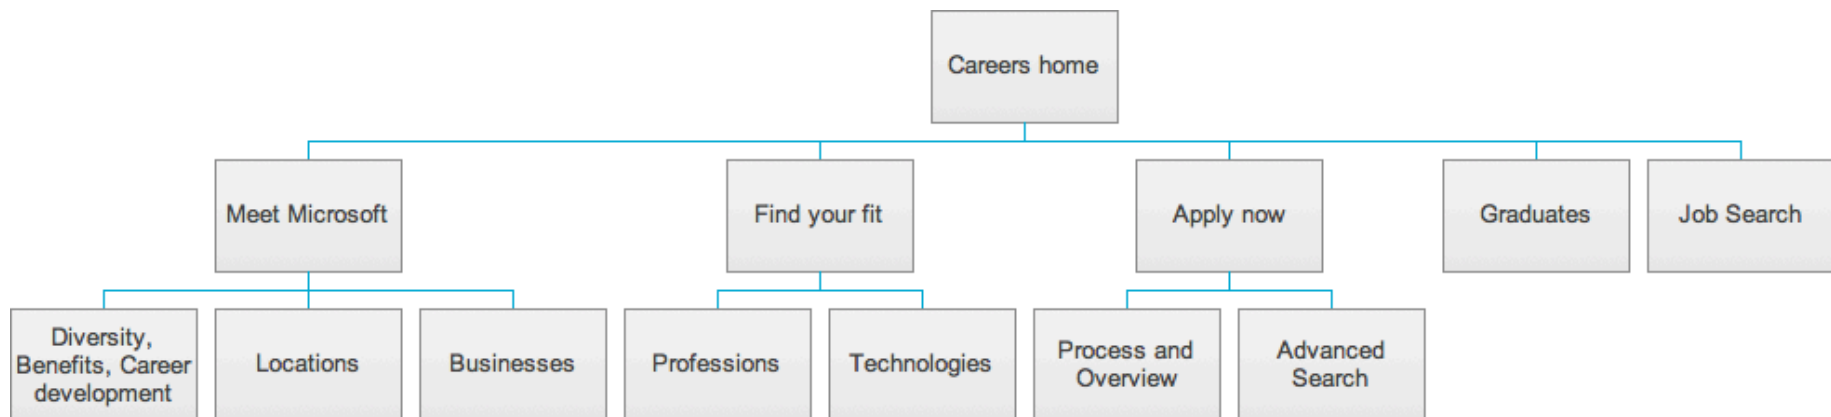 Careers home
Meet Microsoft
Find your fit
Apply now
Graduates
Job Search
Diversity,
Benefits, Career
development
Locations
Businesses
Professions
Technologies
Process and
Overview
Advanced
Search